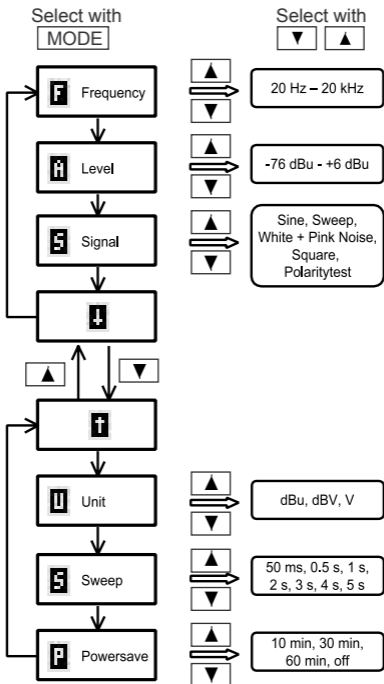 Select with
MODE
Select with
▼ ▲
F Frequency
▲
▼
20 Hz – 20 kHz
A Level
▲
▼
-76 dBu - +6 dBu
S Signal
▲
▼
Sine, Sweep,
White + Pink Noise,
Square,
Polaritytest
↓
▲ ▼
↑
U Unit
▲
▼
dBu, dBV, V
S Sweep
▲
▼
50 ms, 0.5 s, 1 s,
2 s, 3 s, 4 s, 5 s
P Powersave
▲
▼
10 min, 30 min,
60 min, off